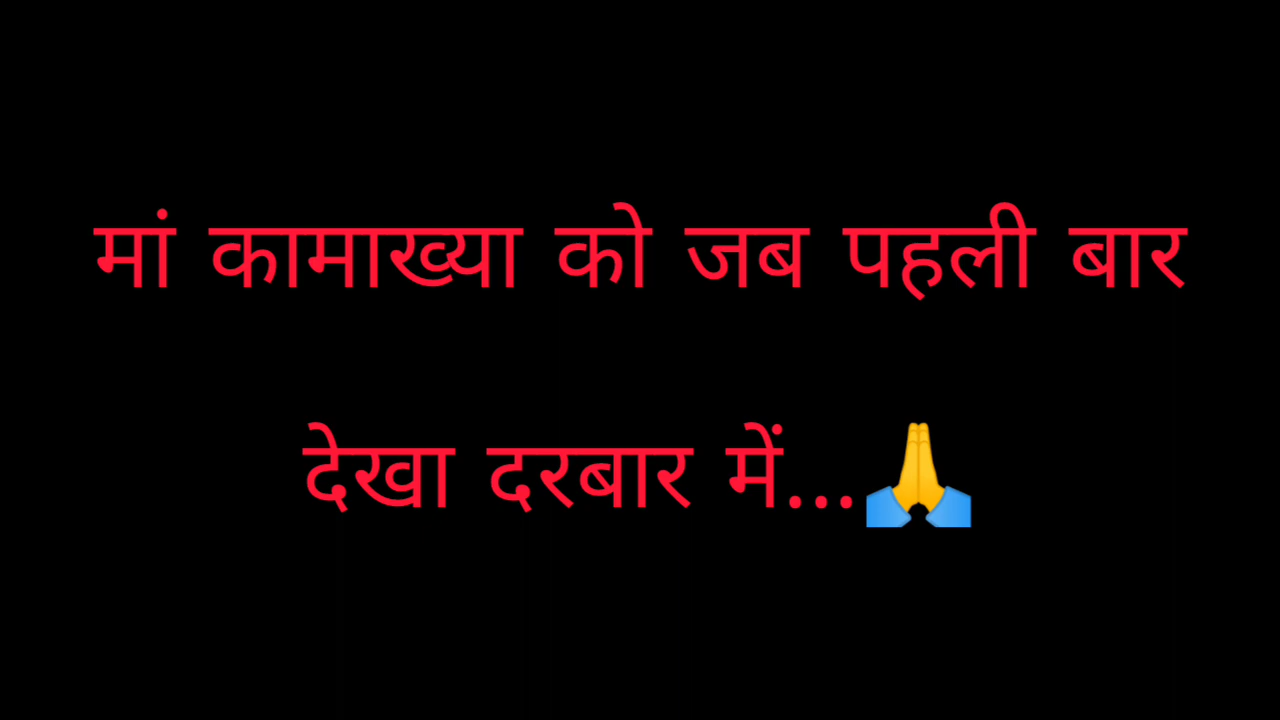 मां कामाख्या को जब पहली बार
देखा दरबार में...🙏